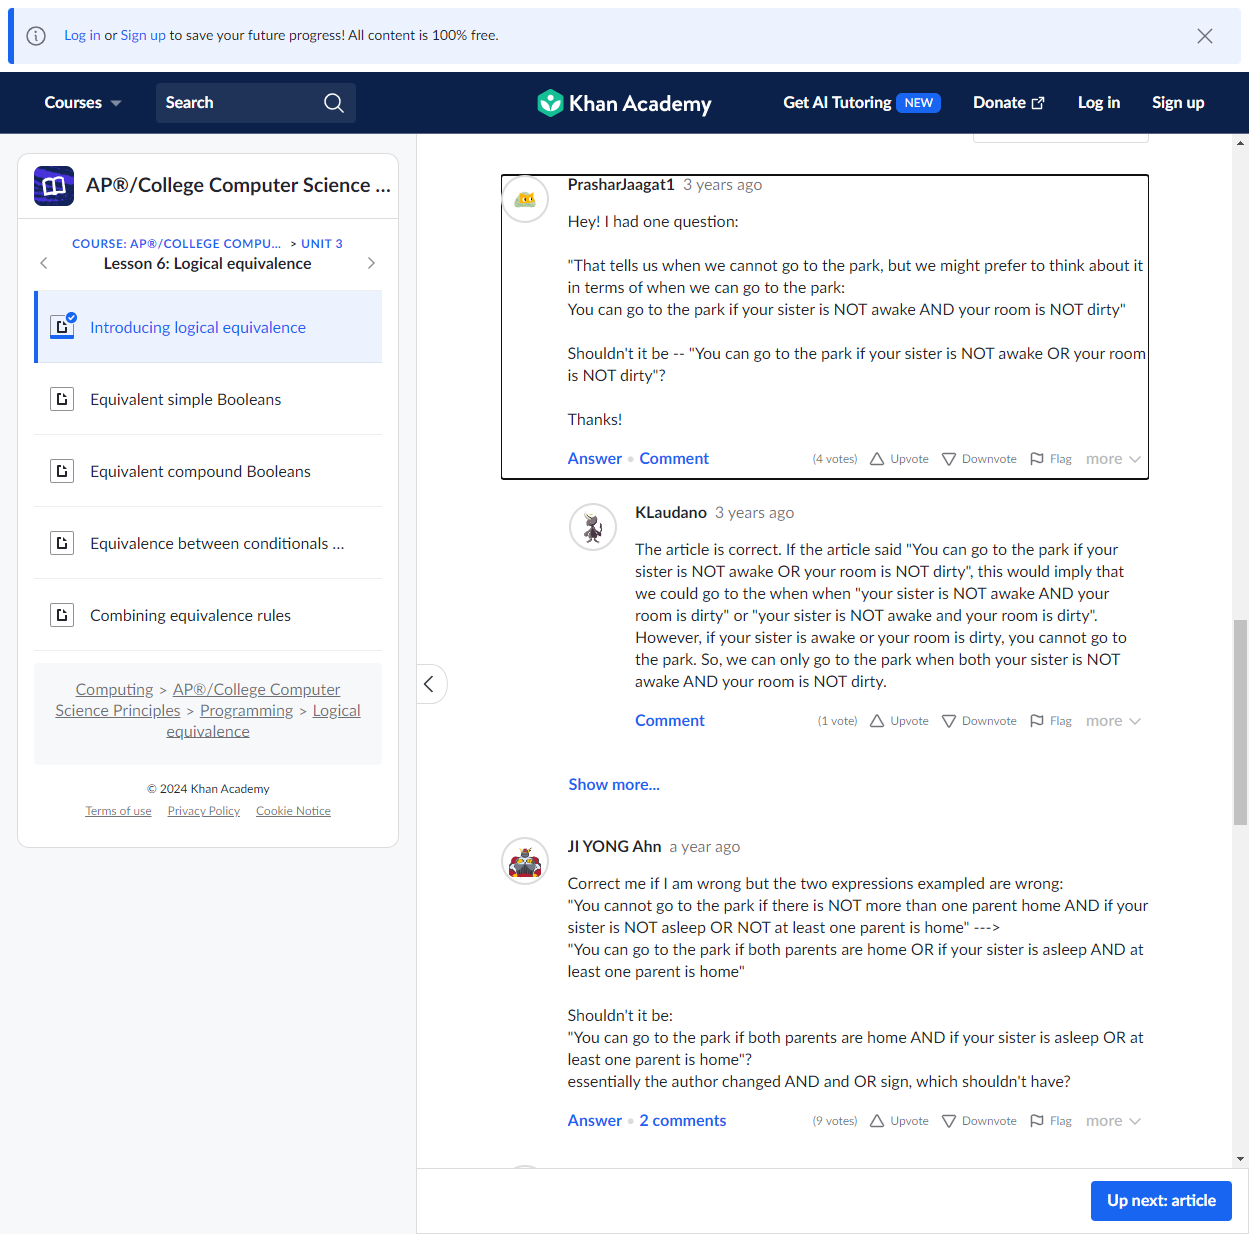 Log in or Sign up to save your future progress! All content is 100% free.
Courses
Search
Khan Academy
Get AI Tutoring NEW
Donate
Log in
Sign up
AP®/College Computer Science ...
COURSE: AP®/COLLEGE COMPU... > UNIT 3
Lesson 6: Logical equivalence
Introducing logical equivalence
Equivalent simple Booleans
Equivalent compound Booleans
Equivalence between conditionals ...
Combining equivalence rules
Computing > AP®/College Computer
Science Principles > Programming > Logical
equivalence
© 2024 Khan Academy
Terms of use Privacy Policy Cookie Notice
PrasharJaagat1 3 years ago
Hey! I had one question:
"That tells us when we cannot go to the park, but we might prefer to think about it
in terms of when we can go to the park:
You can go to the park if your sister is NOT awake AND your room is NOT dirty"
Shouldn't it be -- "You can go to the park if your sister is NOT awake OR your room
is NOT dirty"?
Thanks!
Answer • Comment (4 votes) Upvote Downvote Flag more
KLaudano 3 years ago
The article is correct. If the article said "You can go to the park if your
sister is NOT awake OR your room is NOT dirty", this would imply that
we could go to the when when "your sister is NOT awake AND your
room is dirty" or "your sister is NOT awake and your room is dirty".
However, if your sister is awake or your room is dirty, you cannot go to
the park. So, we can only go to the park when both your sister is NOT
awake AND your room is NOT dirty.
Comment (1 vote) Upvote Downvote Flag more
Show more...
JI YONG Ahn a year ago
Correct me if I am wrong but the two expressions exampled are wrong:
"You cannot go to the park if there is NOT more than one parent home AND if your
sister is NOT asleep OR NOT at least one parent is home" --->
"You can go to the park if both parents are home OR if your sister is asleep AND at
least one parent is home"
Shouldn't it be:
"You can go to the park if both parents are home AND if your sister is asleep OR at
least one parent is home"?
essentially the author changed AND and OR sign, which shouldn't have?
Answer • 2 comments (9 votes) Upvote Downvote Flag more
Up next: article